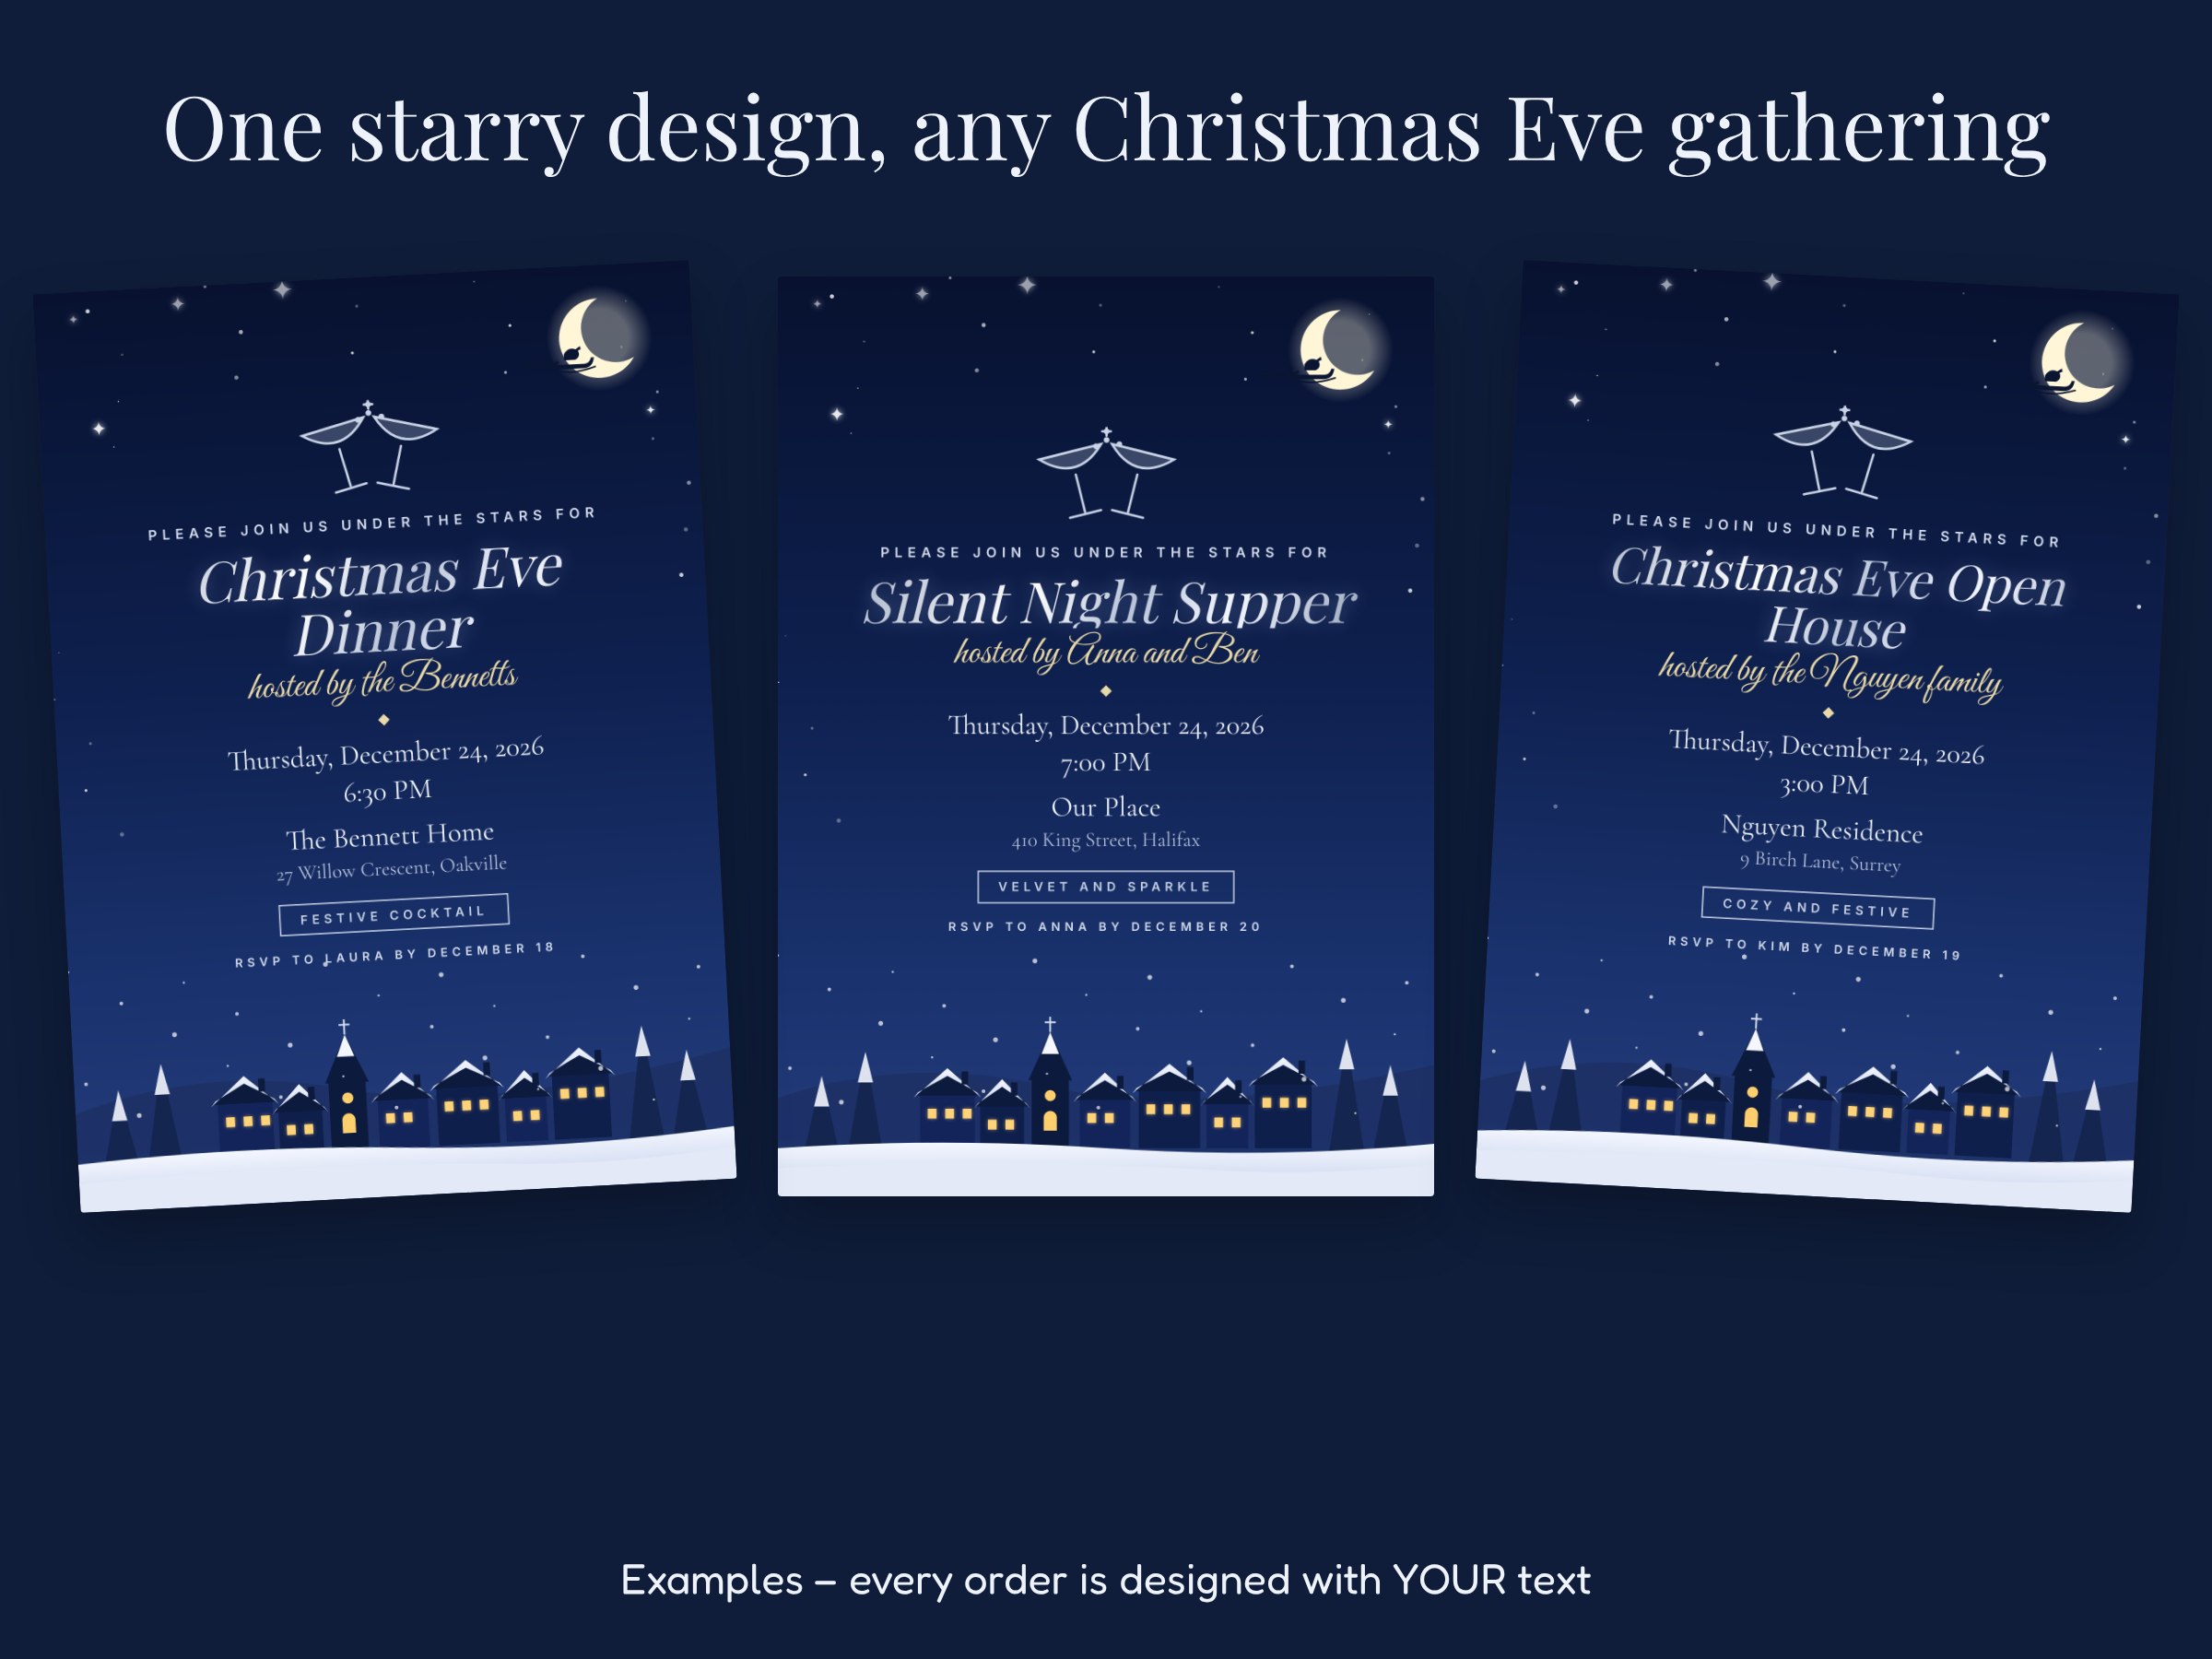 One starry design, any Christmas Eve gathering
PLEASE JOIN US UNDER THE STARS FOR
Christmas Eve
Dinner
hosted by the Bennetts
Thursday, December 24, 2026
6:30 PM
The Bennett Home
27 Willow Crescent, Oakville
FESTIVE COCKTAIL
RSVP TO LAURA BY DECEMBER 18
PLEASE JOIN US UNDER THE STARS FOR
Silent Night Supper
hosted by Anna and Ben
Thursday, December 24, 2026
7:00 PM
Our Place
410 King Street, Halifax
VELVET AND SPARKLE
RSVP TO ANNA BY DECEMBER 20
PLEASE JOIN US UNDER THE STARS FOR
Christmas Eve Open
House
hosted by the Nguyen family
Thursday, December 24, 2026
3:00 PM
Nguyen Residence
9 Birch Lane, Surrey
COZY AND FESTIVE
RSVP TO KIM BY DECEMBER 19
Examples – every order is designed with YOUR text